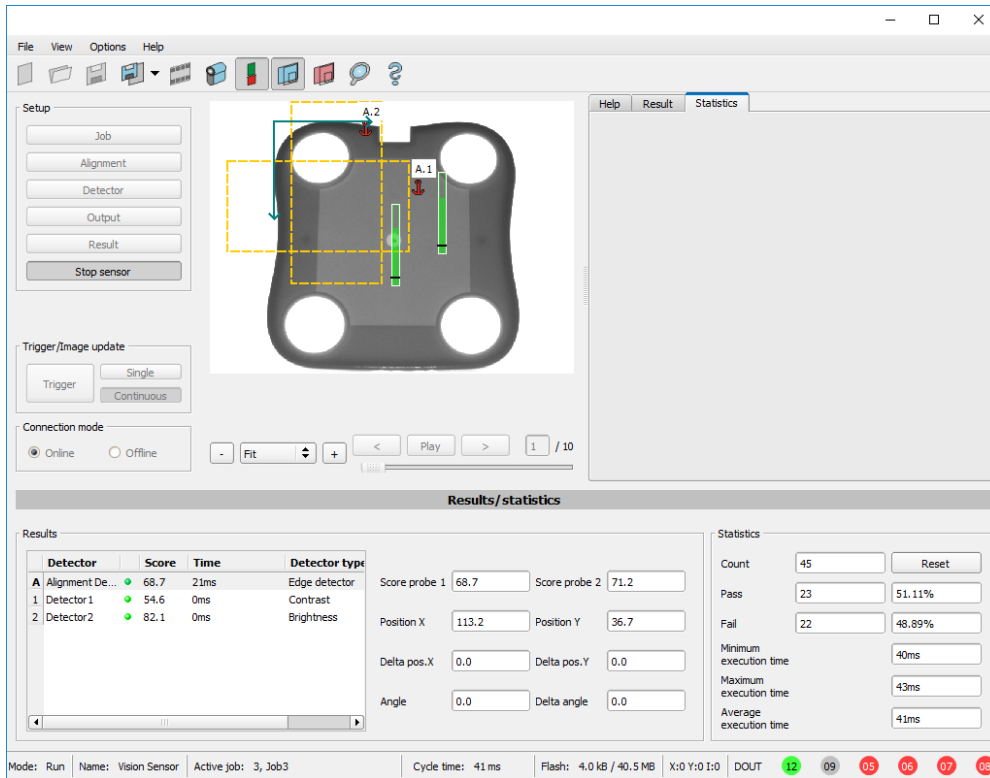 File View Options Help
Setup
Job
Alignment
Detector
Output
Result
Stop sensor
Trigger/Image update
Trigger
Single
Continuous
Connection mode
Online Offline
A.2
A.1
- Fit +
< Play > 1 / 10
Help Result Statistics
Results/statistics
Results
Detector Score Time Detector type
A Alignment De... 68.7 21ms Edge detector
1 Detector1 54.6 0ms Contrast
2 Detector2 82.1 0ms Brightness
Score probe 1 68.7 Score probe 2 71.2
Position X 113.2 Position Y 36.7
Delta pos.X 0.0 Delta pos.Y 0.0
Angle 0.0 Delta angle 0.0
Statistics
Count 45 Reset
Pass 23 51.11%
Fail 22 48.89%
Minimum
execution time 40ms
Maximum
execution time 43ms
Average
execution time 41ms
Mode: Run Name: Vision Sensor Active job: 3, Job3 Cycle time: 41 ms Flash: 4.0 kB / 40.5 MB X:0 Y:0 I:0 DOUT 12 09 05 06 07 08